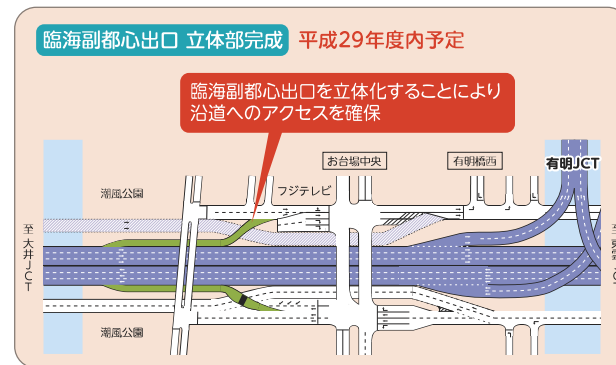 臨海副都心出口 立体部完成 平成29年度内予定
臨海副都心出口を立体化することにより
沿道へのアクセスを確保
お台場中央
有明橋西
有明JCT
潮風公園
フジテレビ
至 大井JCT
至
潮風公園